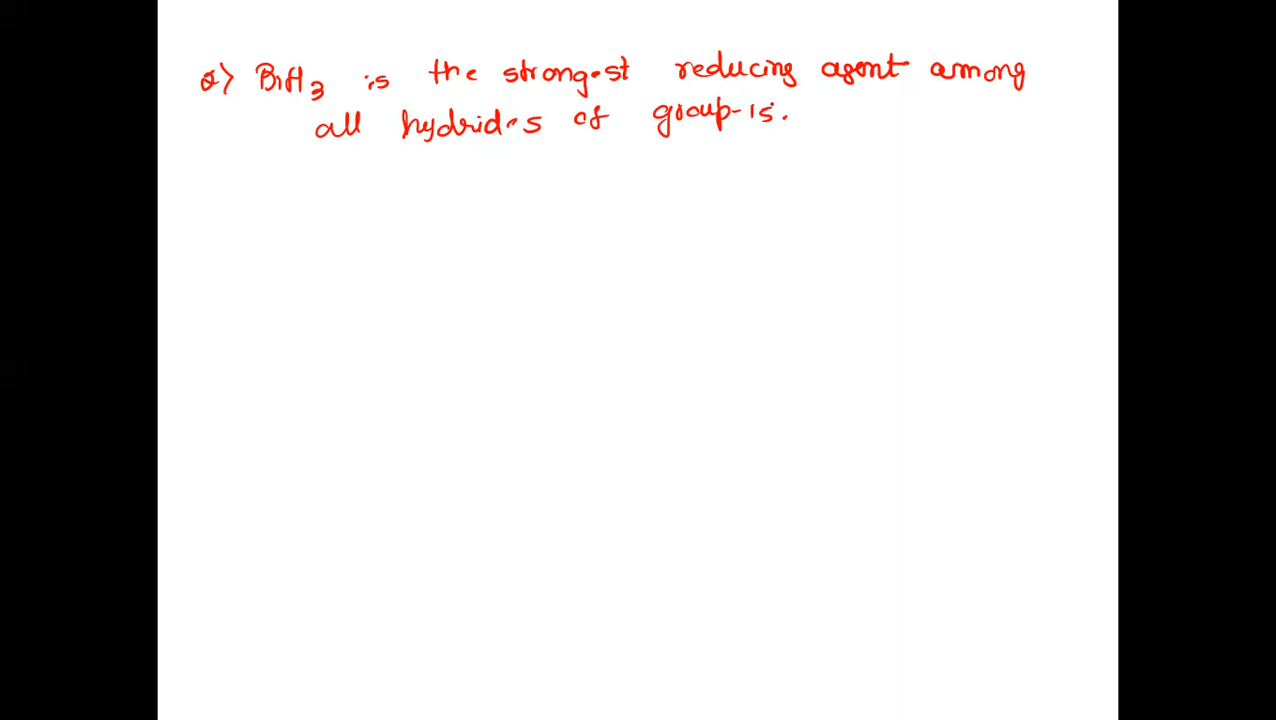 Q> BiH3 is the strongest reducing agent among
all hydrides of group-15.